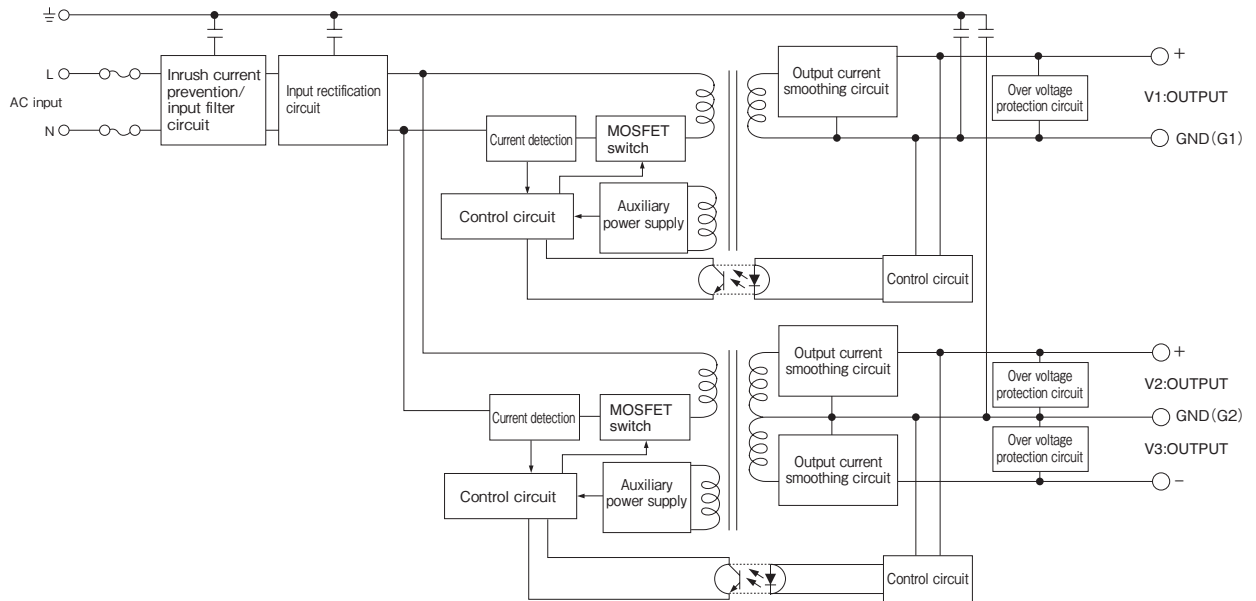 L
AC input
N
Inrush current
prevention/
input filter
circuit
Input rectification
circuit
Current detection
MOSFET
switch
Control circuit
Auxiliary
power supply
Output current
smoothing circuit
Over voltage
protection circuit
+
V1:OUTPUT
GND(G1)
Control circuit
Current detection
MOSFET
switch
Control circuit
Auxiliary
power supply
Output current
smoothing circuit
Output current
smoothing circuit
Over voltage
protection circuit
Over voltage
protection circuit
+
V2:OUTPUT
GND(G2)
V3:OUTPUT
−
Control circuit